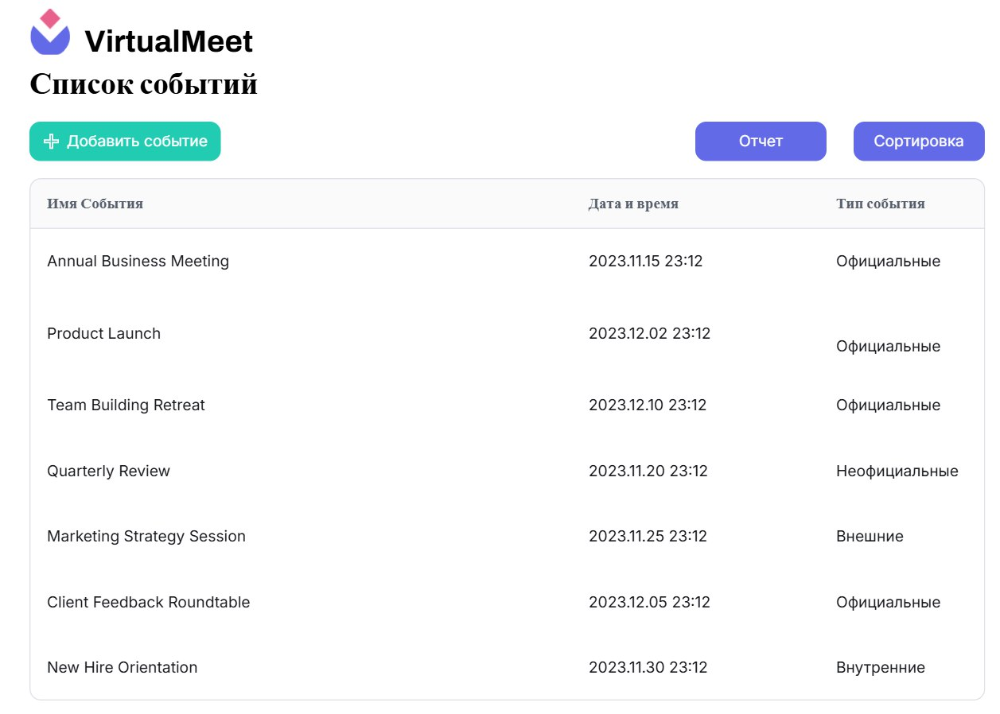 VirtualMeet
Список событий
Добавить событие
Отчет
Сортировка
Имя События Дата и время Тип события
Annual Business Meeting 2023.11.15 23:12 Официальные
Product Launch 2023.12.02 23:12 Официальные
Team Building Retreat 2023.12.10 23:12 Официальные
Quarterly Review 2023.11.20 23:12 Неофициальные
Marketing Strategy Session 2023.11.25 23:12 Внешние
Client Feedback Roundtable 2023.12.05 23:12 Официальные
New Hire Orientation 2023.11.30 23:12 Внутренние